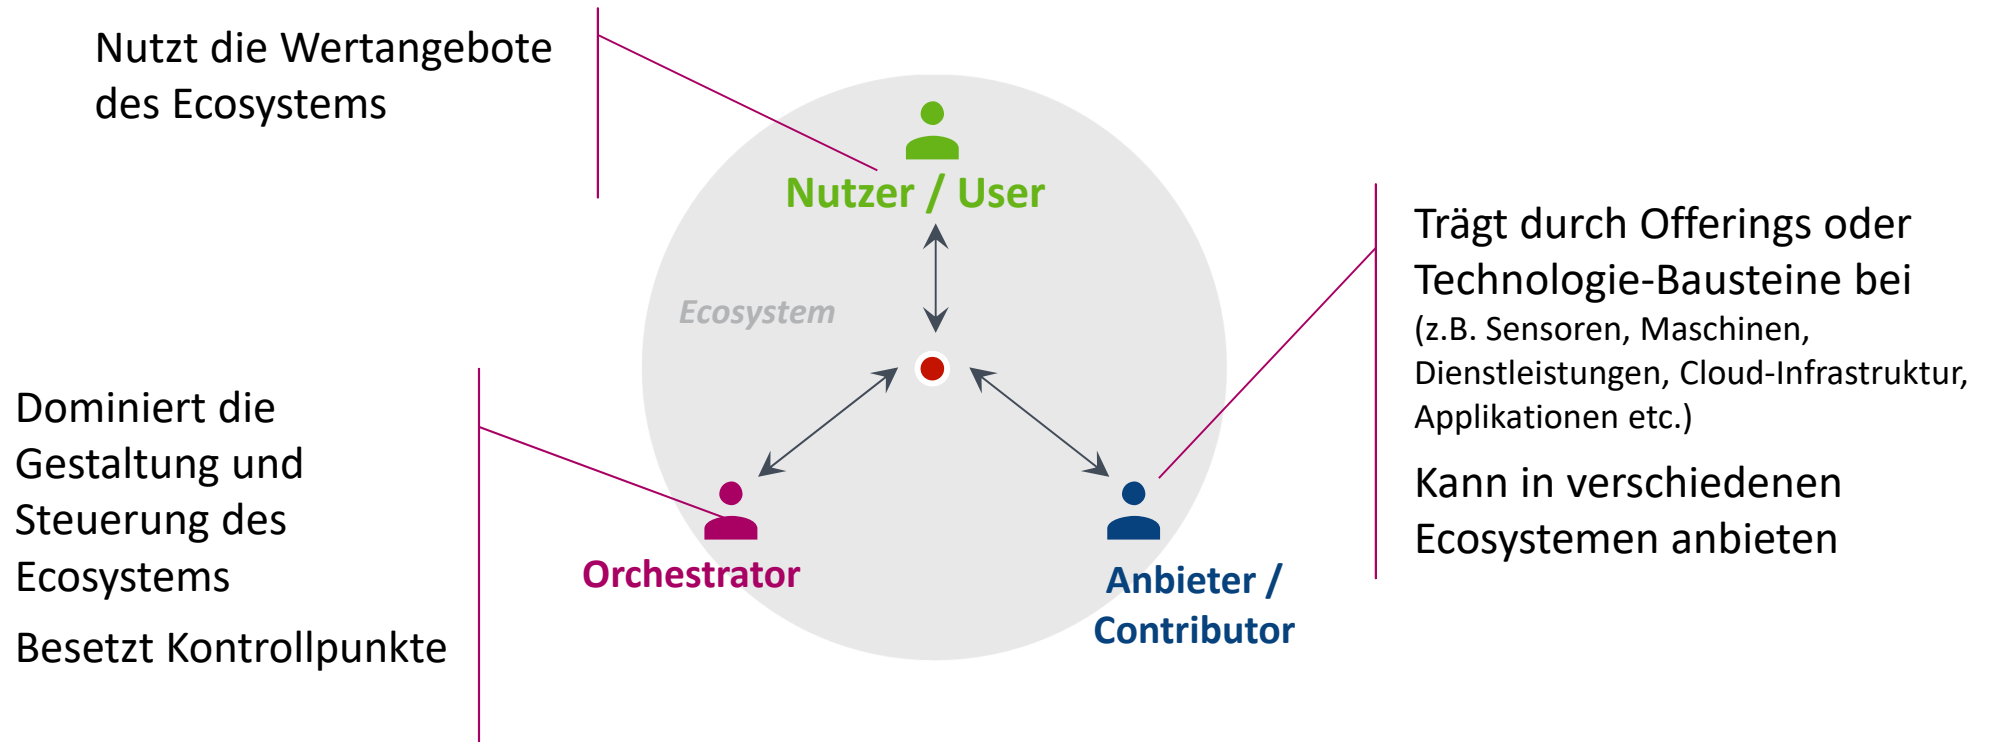 Nutzt die Wertangebote
des Ecosystems
Nutzer / User
Ecosystem
Trägt durch Offerings oder
Technologie-Bausteine bei
(z.B. Sensoren, Maschinen,
Dienstleistungen, Cloud-Infrastruktur,
Applikationen etc.)
Kann in verschiedenen
Ecosystemen anbieten
Dominiert die
Gestaltung und
Steuerung des
Ecosystems
Besetzt Kontrollpunkte
Orchestrator
Anbieter /
Contributor